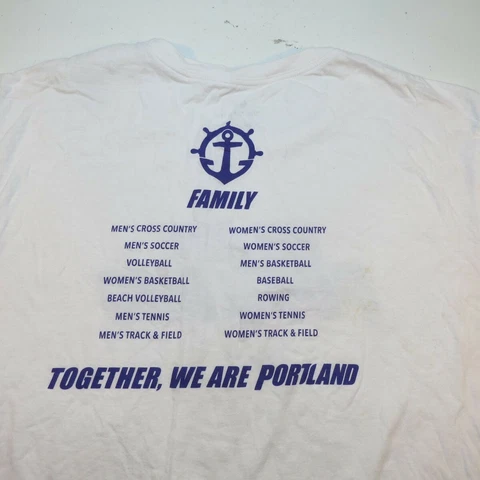 FAMILY
MEN'S CROSS COUNTRY WOMEN'S CROSS COUNTRY
MEN'S SOCCER WOMEN'S SOCCER
VOLLEYBALL MEN'S BASKETBALL
WOMEN'S BASKETBALL BASEBALL
BEACH VOLLEYBALL ROWING
MEN'S TENNIS WOMEN'S TENNIS
MEN'S TRACK & FIELD WOMEN'S TRACK & FIELD
TOGETHER, WE ARE PORTLAND